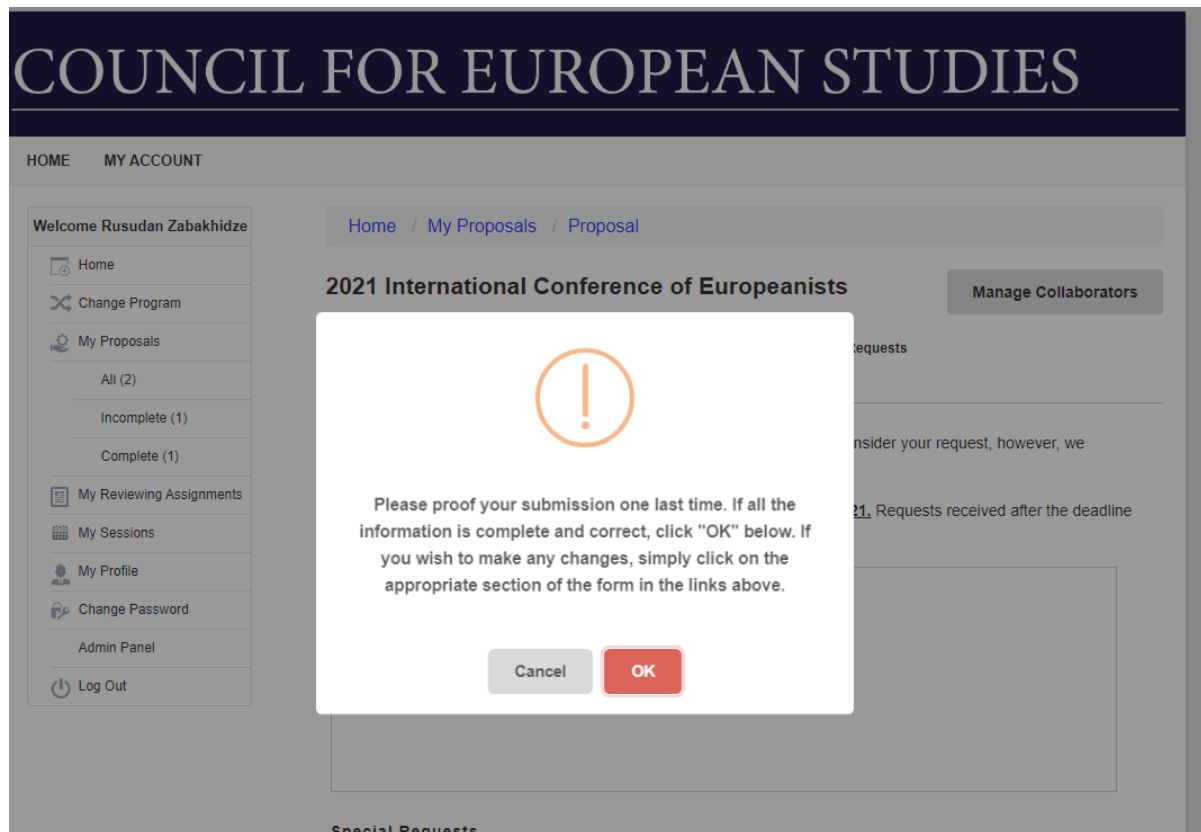 COUNCIL FOR EUROPEAN STUDIES
HOME MY ACCOUNT
Welcome Rusudan Zabakhidze
Home
Change Program
My Proposals
All (2)
Incomplete (1)
Complete (1)
My Reviewing Assignments
My Sessions
My Profile
Change Password
Admin Panel
Log Out
Home / My Proposals / Proposal
2021 International Conference of Europeanists
Manage Collaborators
equests
nsider your request, however, we
21. Requests received after the deadline
Please proof your submission one last time. If all the
information is complete and correct, click "OK" below. If
you wish to make any changes, simply click on the
appropriate section of the form in the links above.
Cancel OK
Special Requests